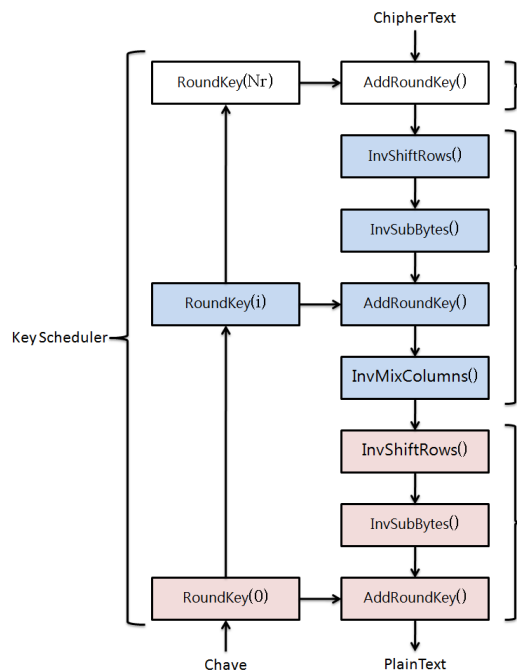 ChipherText
RoundKey(Nr)
AddRoundKey()
InvShiftRows()
InvSubBytes()
RoundKey(i)
AddRoundKey()
Key Scheduler
InvMixColumns()
InvShiftRows()
InvSubBytes()
RoundKey(0)
AddRoundKey()
Chave
PlainText